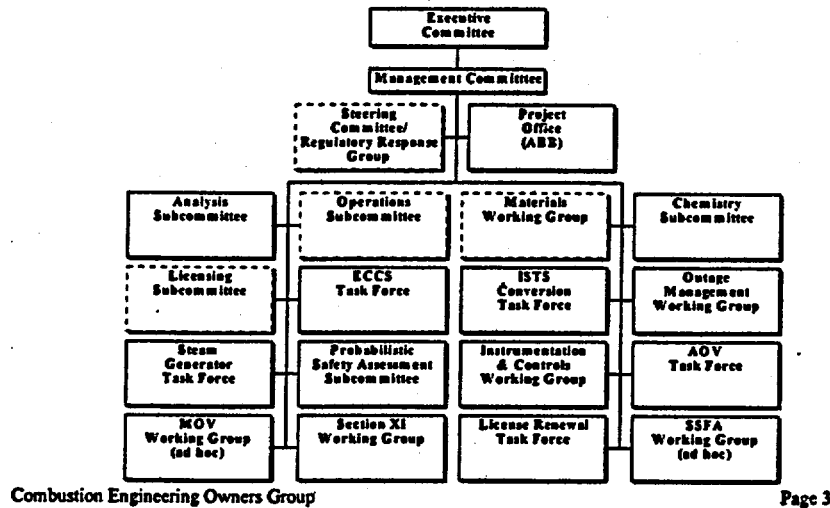 Executive
Committee
Management Committtee
Steering
Committee/
Regulatory Response
Group
Project
Office
(ABB)
Analysis
Subcommittee
Operations
Subcommittee
Materials
Working Group
Chemistry
Subcommittee
Licensing
Subcommittee
ECCS
Task Force
ISTS
Conversion
Task Force
Outage
Management
Working Group
Steam
Generator
Task Force
Probabilistic
Safety Assessment
Subcommittee
Instrumentation
& Controls
Working Group
AOV
Task Force
MOV
Working Group
(ad hoc)
Section XI
Working Group
License Renewal
Task Force
SSFA
Working Group
(ad hoc)
Combustion Engineering Owners Group
Page 3